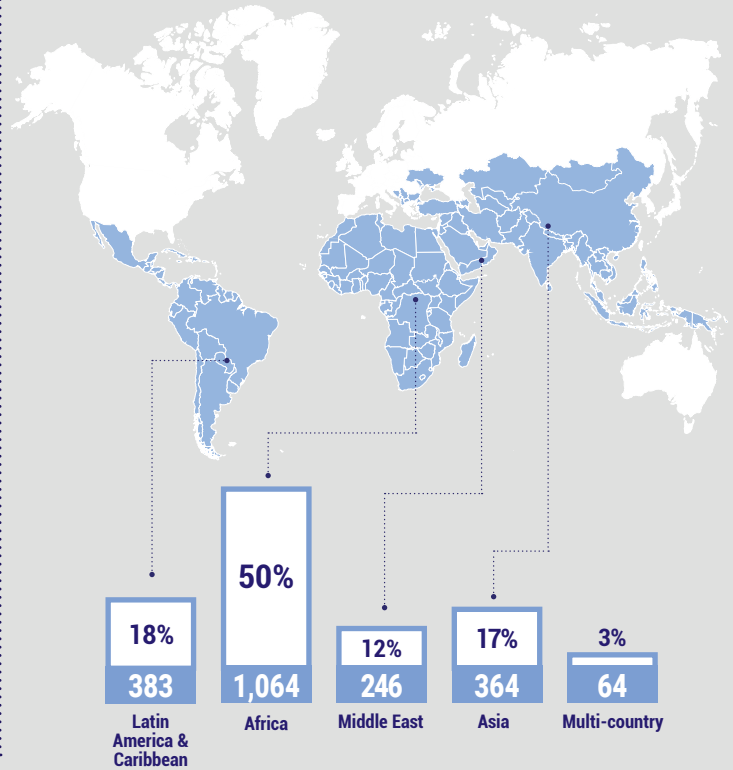 50%
18%
12%
17%
3%
383
1,064
246
364
64
Latin
America &
Caribbean
Africa
Middle East
Asia
Multi-country